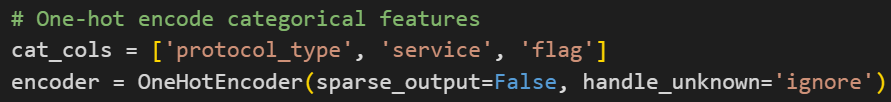 # One-hot encode categorical features
cat_cols = ['protocol_type', 'service', 'flag']
encoder = OneHotEncoder(sparse_output=False, handle_unknown='ignore')